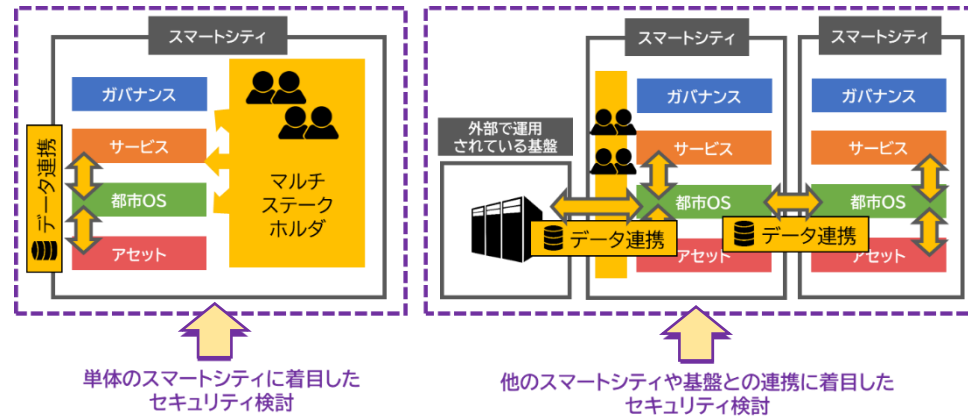 スマートシティ
ガバナンス
サービス
都市OS
アセット
データ連携
マルチ
ステーク
ホルダ
単体のスマートシティに着目した
セキュリティ検討
外部で運用
されている基盤
スマートシティ
ガバナンス
サービス
都市OS
データ連携
アセット
スマートシティ
ガバナンス
サービス
都市OS
データ連携
アセット
他のスマートシティや基盤との連携に着目した
セキュリティ検討